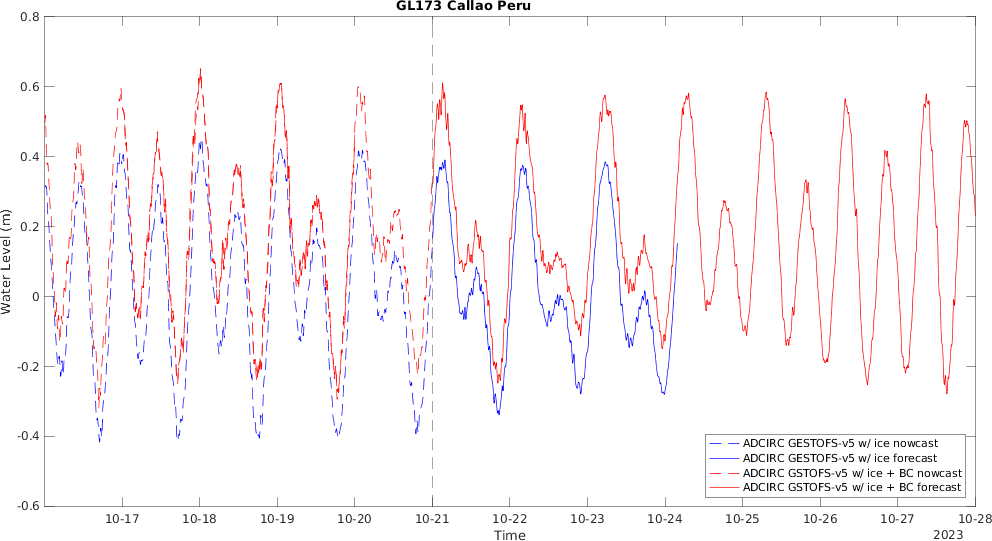 GL173 Callao Peru
0.8
0.6
0.4
0.2
0
-0.2
-0.4
-0.6
Water Level (m)
ADCIRC GESTOFS-v5 w/ ice nowcast
ADCIRC GESTOFS-v5 w/ ice forecast
ADCIRC GSTOFS-v5 w/ ice + BC nowcast
ADCIRC GSTOFS-v5 w/ ice + BC forecast
10-17 10-18 10-19 10-20 10-21 10-22 10-23 10-24 10-25 10-26 10-27 10-28
Time
2023